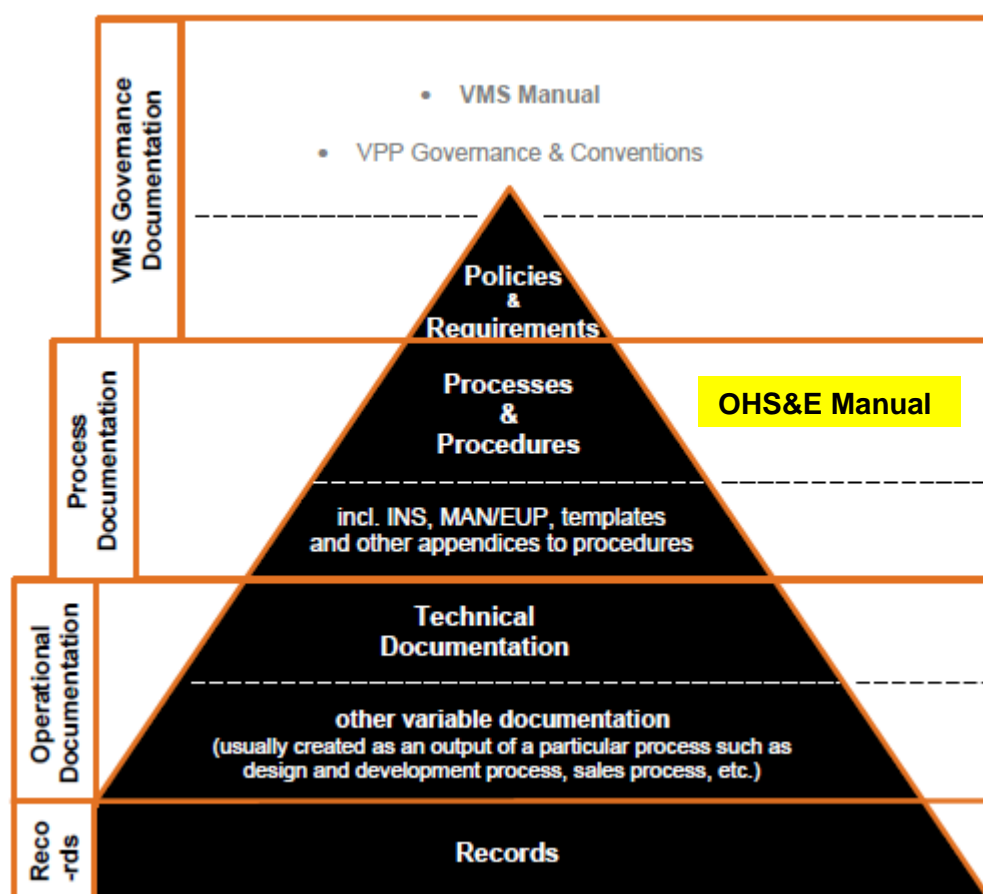 VMS Governance
Documentation
• VMS Manual
• VPP Governance & Conventions
Policies
&
Requirements
Process
Documentation
Processes
&
Procedures
OHS&E Manual
incl. INS, MAN/EUP, templates
and other appendices to procedures
Operational
Documentation
Technical
Documentation
other variable documentation
(usually created as an output of a particular process such as
design and development process, sales process, etc.)
Reco
-rds
Records